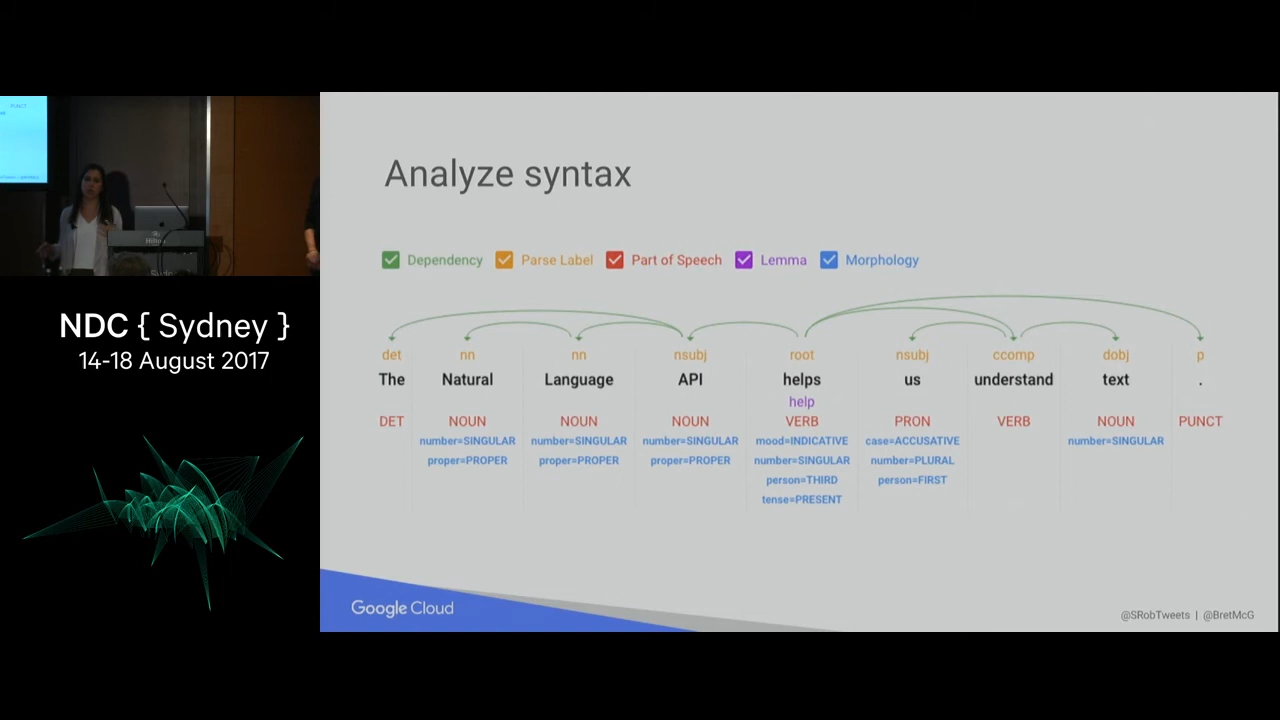 PUNCT
Hilton
NDC { Sydney }
14-18 August 2017
Analyze syntax
Dependency Parse Label Part of Speech Lemma Morphology
det nn nn nsubj root nsubj ccomp dobj p
The Natural Language API helps us understand text .
help
DET NOUN NOUN NOUN VERB PRON VERB NOUN PUNCT
number=SINGULAR number=SINGULAR number=SINGULAR mood=INDICATIVE case=ACCUSATIVE number=SINGULAR
proper=PROPER proper=PROPER proper=PROPER number=SINGULAR number=PLURAL
person=THIRD person=FIRST
tense=PRESENT
Google Cloud
@SRobTweets | @BretMcG